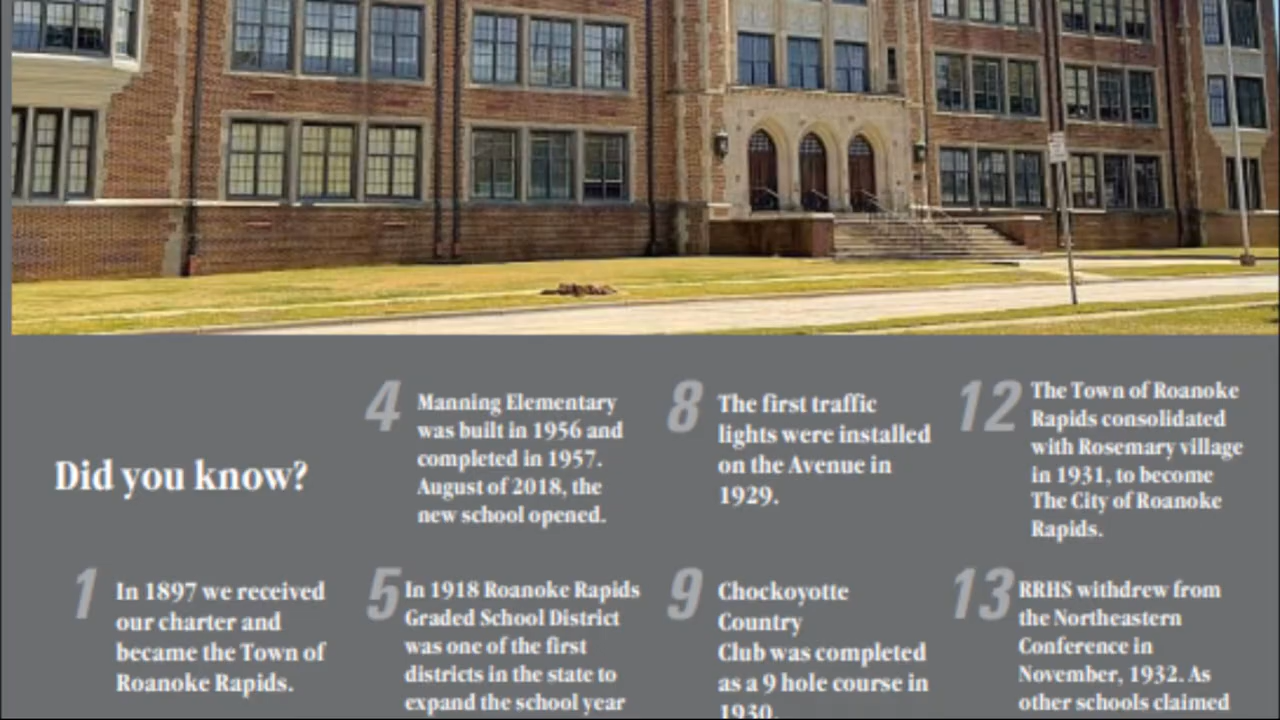 Did you know?
4
Manning Elementary
was built in 1956 and
completed in 1957.
August of 2018, the
new school opened.
8
The first traffic
lights were installed
on the Avenue in
1929.
12
The Town of Roanoke
Rapids consolidated
with Rosemary village
in 1931, to become
The City of Roanoke
Rapids.
1
In 1897 we received
our charter and
became the Town of
Roanoke Rapids.
5
In 1918 Roanoke Rapids
Graded School District
was one of the first
districts in the state to
expand the school year
9
Chockoyotte
Country
Club was completed
as a 9 hole course in
1930.
13
RRHS withdrew from
the Northeastern
Conference in
November, 1932. As
other schools claimed